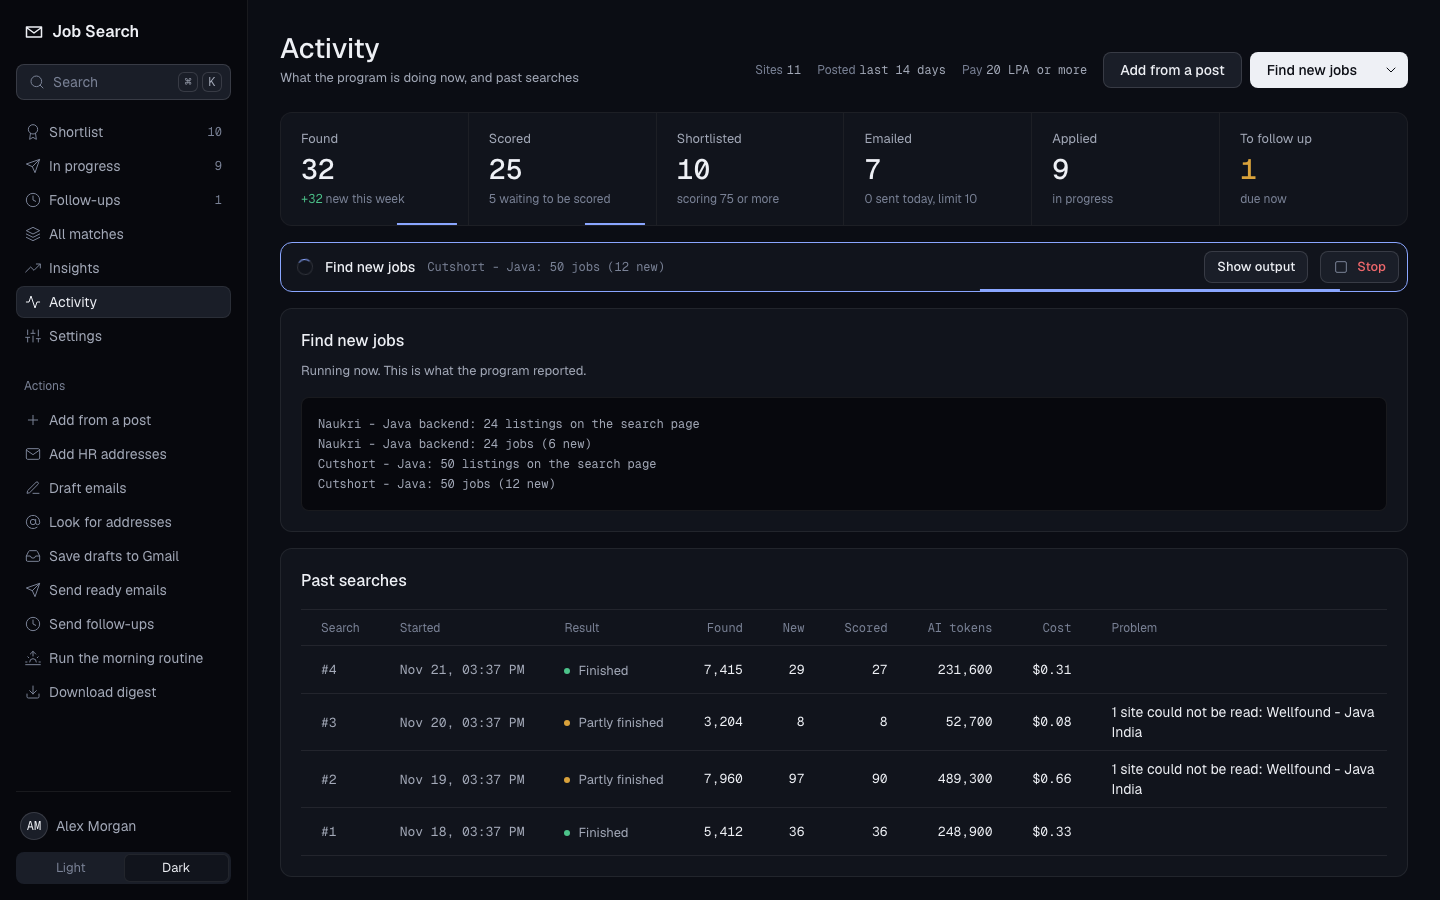 Job Search
Search ⌘ K
Shortlist 10
In progress 9
Follow-ups 1
All matches
Insights
Activity
Settings
Actions
Add from a post
Add HR addresses
Draft emails
Look for addresses
Save drafts to Gmail
Send ready emails
Send follow-ups
Run the morning routine
Download digest
AM Alex Morgan
Light Dark
Activity
What the program is doing now, and past searches
Sites 11 Posted last 14 days Pay 20 LPA or more
Add from a post
Find new jobs
Found
32
+32 new this week
Scored
25
5 waiting to be scored
Shortlisted
10
scoring 75 or more
Emailed
7
0 sent today, limit 10
Applied
9
in progress
To follow up
1
due now
Find new jobs Cutshort - Java: 50 jobs (12 new) Show output Stop
Find new jobs
Running now. This is what the program reported.
Naukri - Java backend: 24 listings on the search page
Naukri - Java backend: 24 jobs (6 new)
Cutshort - Java: 50 listings on the search page
Cutshort - Java: 50 jobs (12 new)
Past searches
Search Started Result Found New Scored AI tokens Cost Problem
#4 Nov 21, 03:37 PM Finished 7,415 29 27 231,600 $0.31
#3 Nov 20, 03:37 PM Partly finished 3,204 8 8 52,700 $0.08 1 site could not be read: Wellfound - Java
India
#2 Nov 19, 03:37 PM Partly finished 7,960 97 90 489,300 $0.66 1 site could not be read: Wellfound - Java
India
#1 Nov 18, 03:37 PM Finished 5,412 36 36 248,900 $0.33